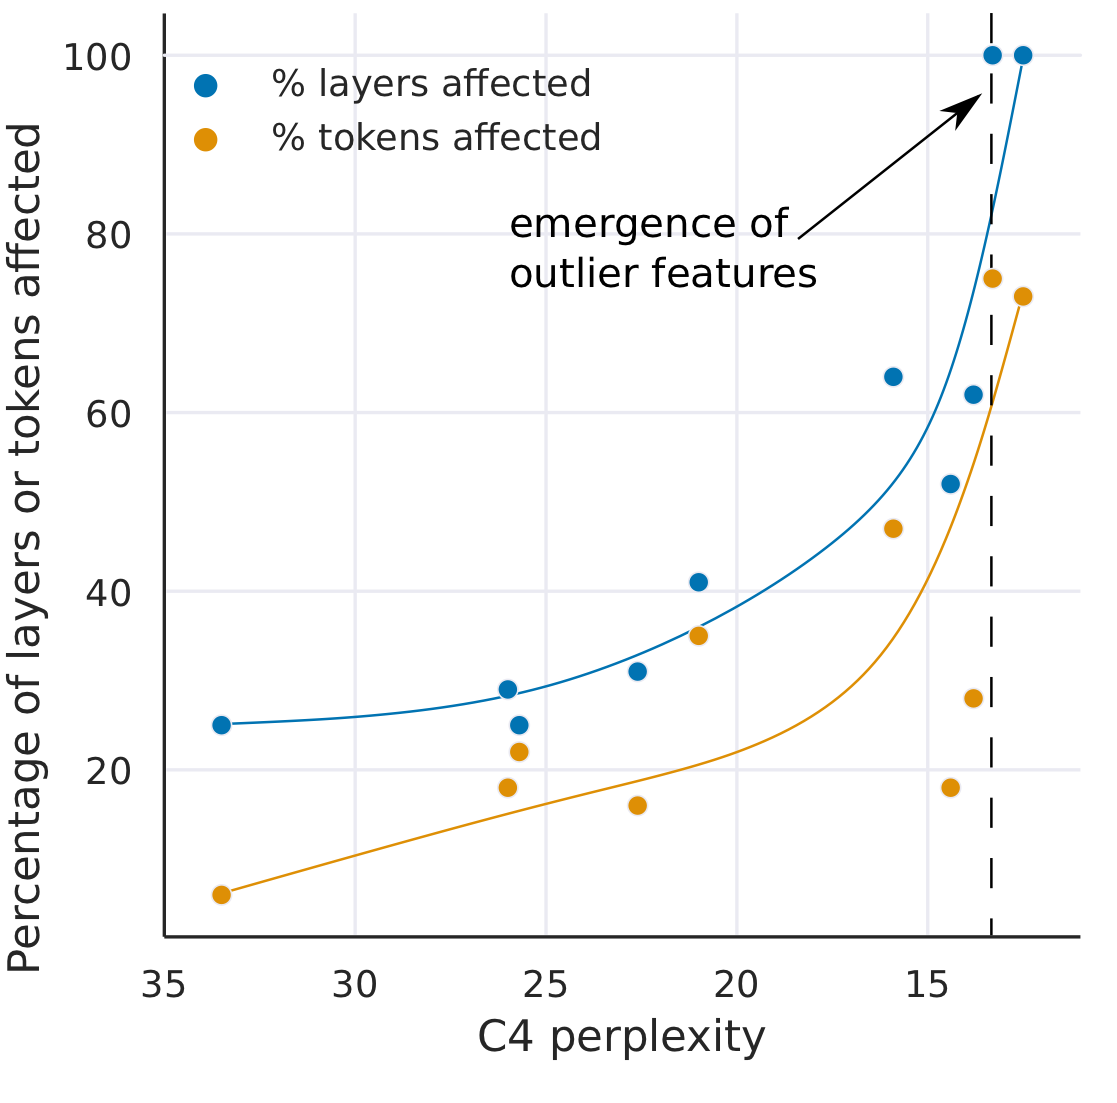 100
80
60
40
20
Percentage of layers or tokens affected
% layers affected
% tokens affected
emergence of
outlier features
35 30 25 20 15
C4 perplexity